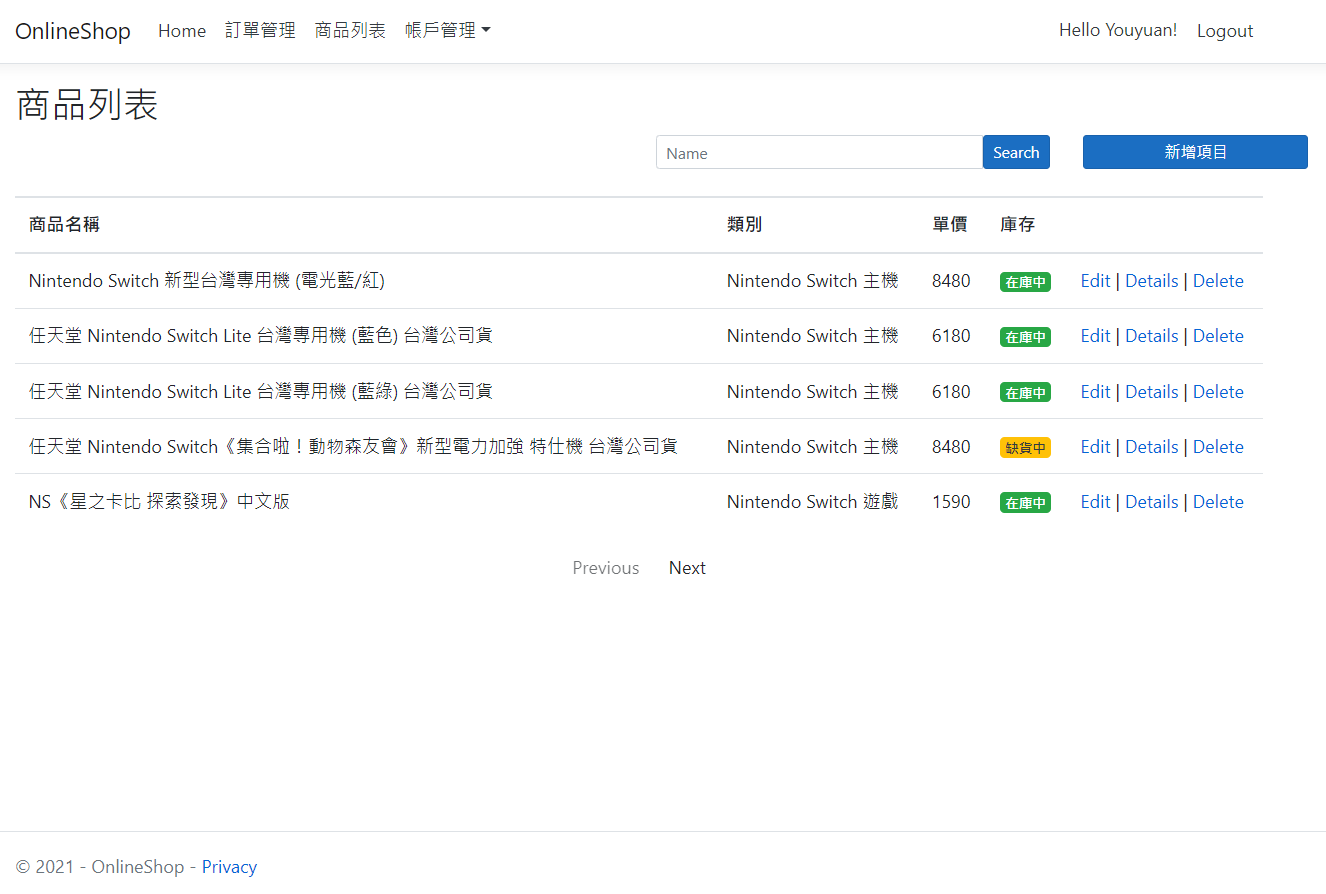 OnlineShop Home 訂單管理 商品列表 帳戶管理 Hello Youyuan! Logout
商品列表
Name Search 新增項目
商品名稱 類別 單價 庫存
Nintendo Switch 新型台灣專用機 (電光藍/紅) Nintendo Switch 主機 8480 在庫中 Edit | Details | Delete
任天堂 Nintendo Switch Lite 台灣專用機 (藍色) 台灣公司貨 Nintendo Switch 主機 6180 在庫中 Edit | Details | Delete
任天堂 Nintendo Switch Lite 台灣專用機 (藍綠) 台灣公司貨 Nintendo Switch 主機 6180 在庫中 Edit | Details | Delete
任天堂 Nintendo Switch《集合啦！動物森友會》新型電力加強 特仕機 台灣公司貨 Nintendo Switch 主機 8480 缺貨中 Edit | Details | Delete
NS《星之卡比 探索發現》中文版 Nintendo Switch 遊戲 1590 在庫中 Edit | Details | Delete
Previous Next
© 2021 - OnlineShop - Privacy